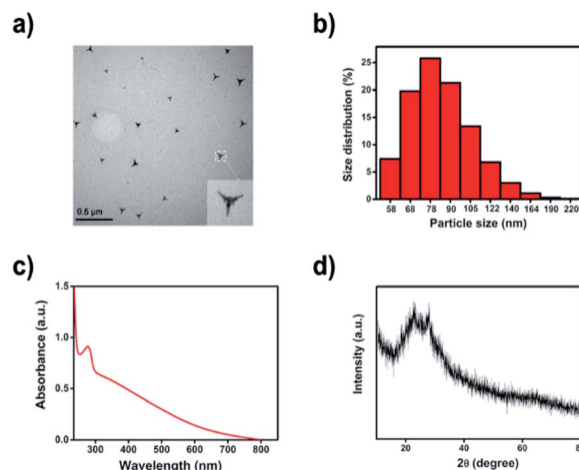 a)
0.5 µm
b)
Size distribution (%)
25
20
15
10
5
0
58 68 78 90 105 122 140 164 190 220
Particle size (nm)
c)
Absorbance (a.u.)
1.5
1.0
0.5
0.0
300 400 500 600 700 800
Wavelength (nm)
d)
Intensity (a.u.)
20 40 60 80
2θ (degree)